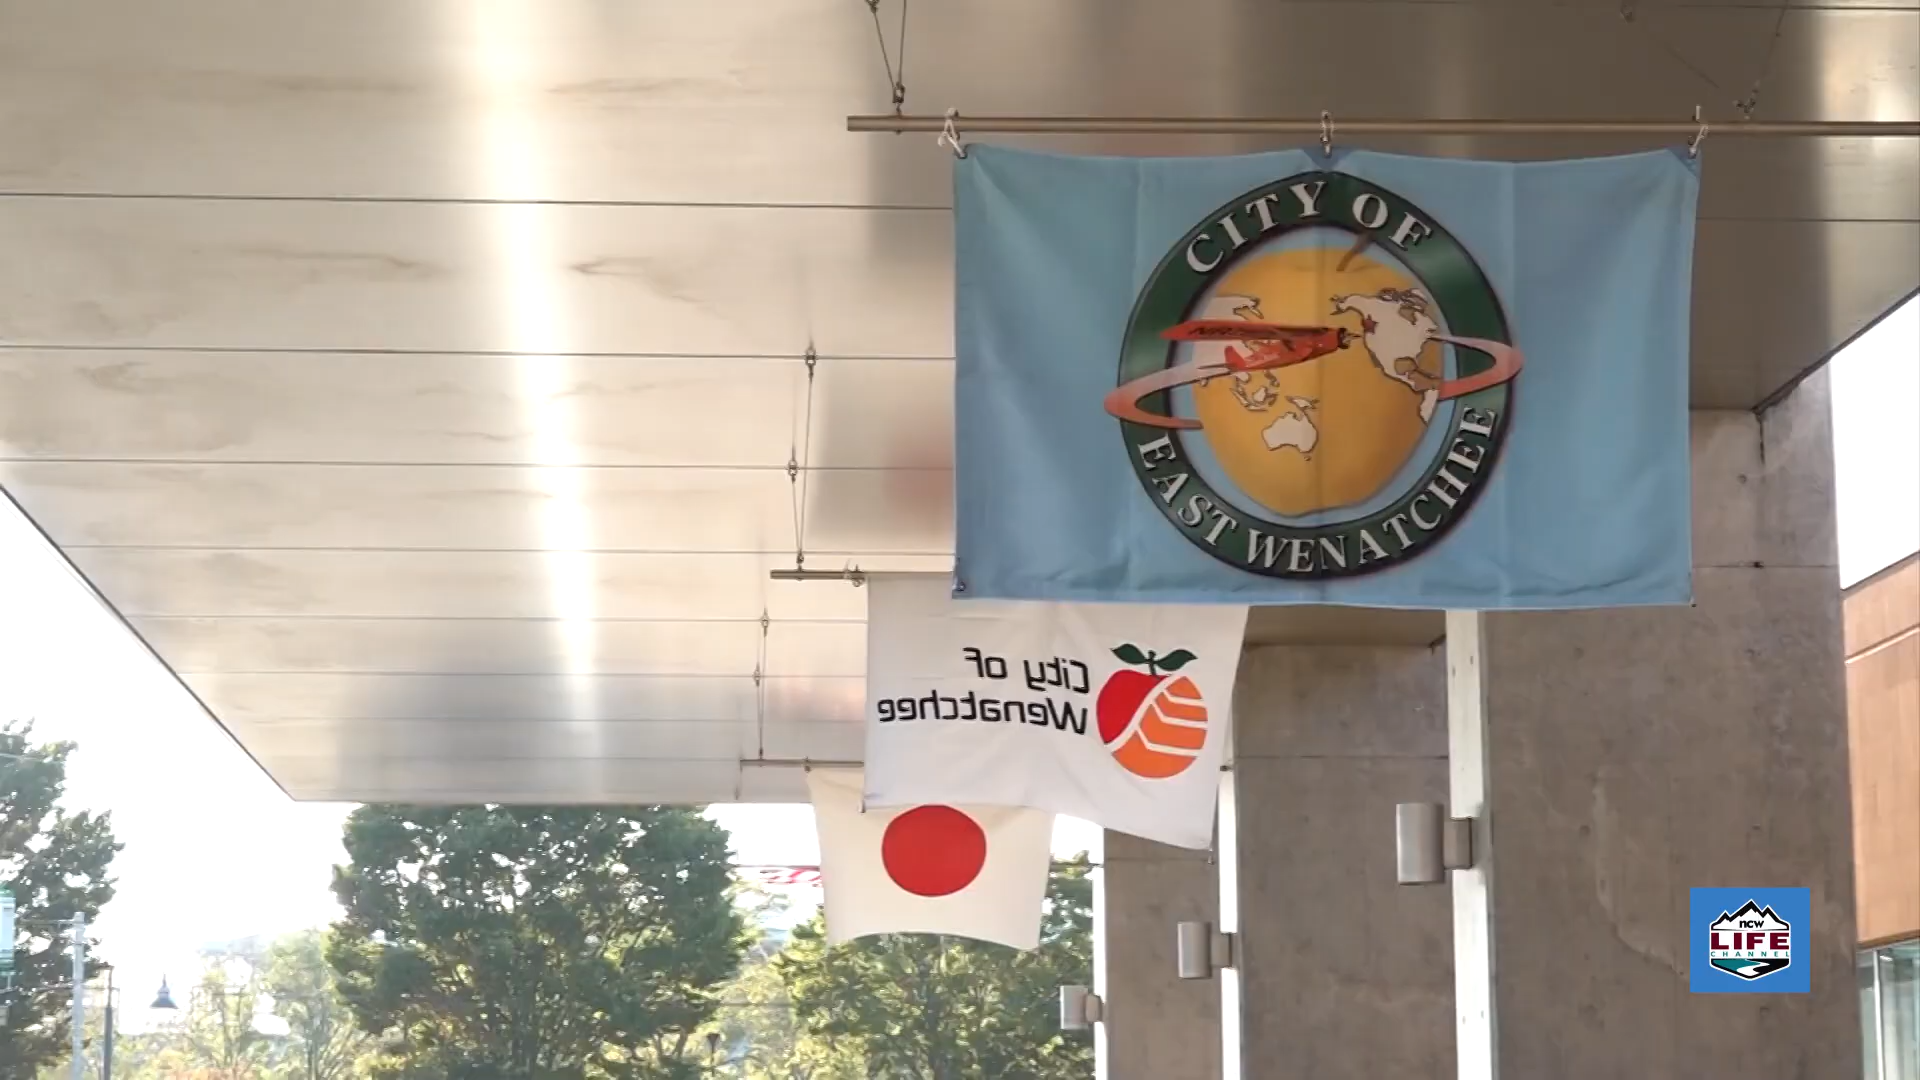 CITY OF
EAST WENATCHEE
City of
Wenatchee
ncw
LIFE
CHANNEL